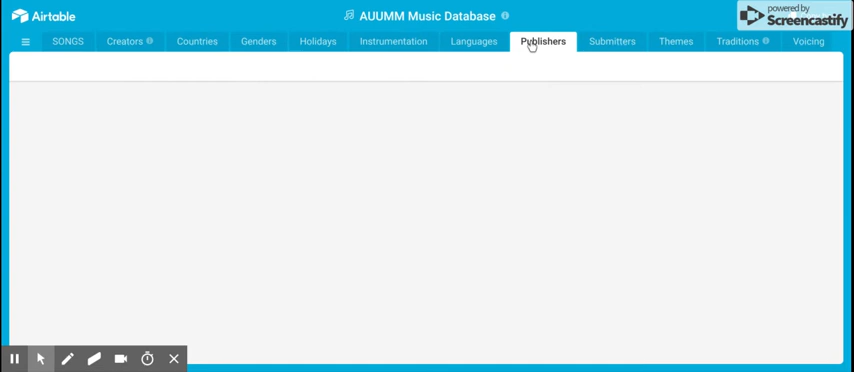 Airtable
AUUMM Music Database
powered by
Screencastify
SONGS
Creators
Countries
Genders
Holidays
Instrumentation
Languages
Publishers
Submitters
Themes
Traditions
Voicing